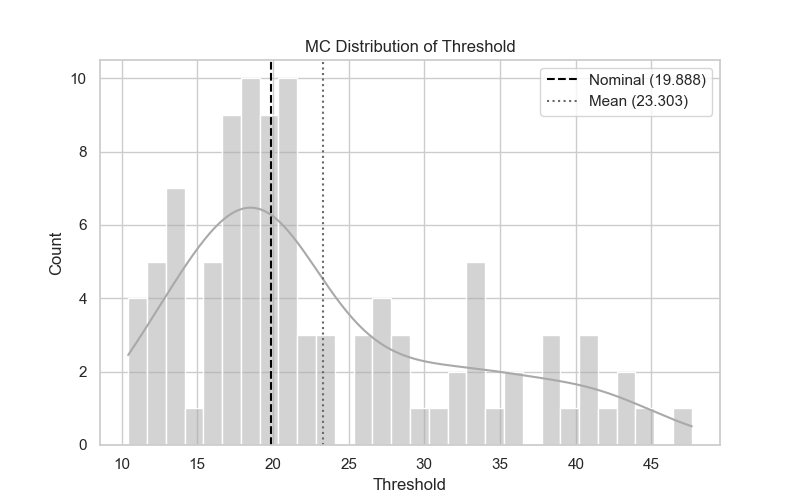 MC Distribution of Threshold
Nominal (19.888)
Mean (23.303)
Count
10
8
6
4
2
0
10 15 20 25 30 35 40 45
Threshold